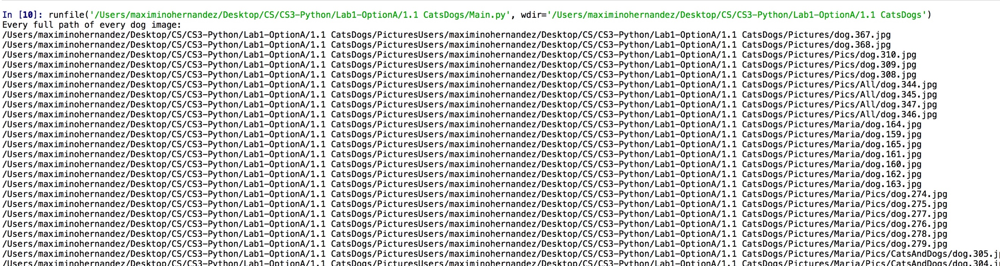 In [10]: runfile('/Users/maximinohernandez/Desktop/CS/CS3-Python/Lab1-OptionA/1.1 CatsDogs/Main.py', wdir='/Users/maximinohernandez/Desktop/CS/CS3-Python/Lab1-OptionA/1.1 CatsDogs')
Every full path of every dog image:
/Users/maximinohernandez/Desktop/CS/CS3-Python/Lab1-OptionA/1.1 CatsDogs/PicturesUsers/maximinohernandez/Desktop/CS/CS3-Python/Lab1-OptionA/1.1 CatsDogs/Pictures/dog.367.jpg
/Users/maximinohernandez/Desktop/CS/CS3-Python/Lab1-OptionA/1.1 CatsDogs/PicturesUsers/maximinohernandez/Desktop/CS/CS3-Python/Lab1-OptionA/1.1 CatsDogs/Pictures/dog.368.jpg
/Users/maximinohernandez/Desktop/CS/CS3-Python/Lab1-OptionA/1.1 CatsDogs/PicturesUsers/maximinohernandez/Desktop/CS/CS3-Python/Lab1-OptionA/1.1 CatsDogs/Pictures/Pics/dog.310.jpg
/Users/maximinohernandez/Desktop/CS/CS3-Python/Lab1-OptionA/1.1 CatsDogs/PicturesUsers/maximinohernandez/Desktop/CS/CS3-Python/Lab1-OptionA/1.1 CatsDogs/Pictures/Pics/dog.309.jpg
/Users/maximinohernandez/Desktop/CS/CS3-Python/Lab1-OptionA/1.1 CatsDogs/PicturesUsers/maximinohernandez/Desktop/CS/CS3-Python/Lab1-OptionA/1.1 CatsDogs/Pictures/Pics/dog.308.jpg
/Users/maximinohernandez/Desktop/CS/CS3-Python/Lab1-OptionA/1.1 CatsDogs/PicturesUsers/maximinohernandez/Desktop/CS/CS3-Python/Lab1-OptionA/1.1 CatsDogs/Pictures/Pics/All/dog.344.jpg
/Users/maximinohernandez/Desktop/CS/CS3-Python/Lab1-OptionA/1.1 CatsDogs/PicturesUsers/maximinohernandez/Desktop/CS/CS3-Python/Lab1-OptionA/1.1 CatsDogs/Pictures/Pics/All/dog.345.jpg
/Users/maximinohernandez/Desktop/CS/CS3-Python/Lab1-OptionA/1.1 CatsDogs/PicturesUsers/maximinohernandez/Desktop/CS/CS3-Python/Lab1-OptionA/1.1 CatsDogs/Pictures/Pics/All/dog.347.jpg
/Users/maximinohernandez/Desktop/CS/CS3-Python/Lab1-OptionA/1.1 CatsDogs/PicturesUsers/maximinohernandez/Desktop/CS/CS3-Python/Lab1-OptionA/1.1 CatsDogs/Pictures/Pics/All/dog.346.jpg
/Users/maximinohernandez/Desktop/CS/CS3-Python/Lab1-OptionA/1.1 CatsDogs/PicturesUsers/maximinohernandez/Desktop/CS/CS3-Python/Lab1-OptionA/1.1 CatsDogs/Pictures/Maria/dog.164.jpg
/Users/maximinohernandez/Desktop/CS/CS3-Python/Lab1-OptionA/1.1 CatsDogs/PicturesUsers/maximinohernandez/Desktop/CS/CS3-Python/Lab1-OptionA/1.1 CatsDogs/Pictures/Maria/dog.159.jpg
/Users/maximinohernandez/Desktop/CS/CS3-Python/Lab1-OptionA/1.1 CatsDogs/PicturesUsers/maximinohernandez/Desktop/CS/CS3-Python/Lab1-OptionA/1.1 CatsDogs/Pictures/Maria/dog.165.jpg
/Users/maximinohernandez/Desktop/CS/CS3-Python/Lab1-OptionA/1.1 CatsDogs/PicturesUsers/maximinohernandez/Desktop/CS/CS3-Python/Lab1-OptionA/1.1 CatsDogs/Pictures/Maria/dog.161.jpg
/Users/maximinohernandez/Desktop/CS/CS3-Python/Lab1-OptionA/1.1 CatsDogs/PicturesUsers/maximinohernandez/Desktop/CS/CS3-Python/Lab1-OptionA/1.1 CatsDogs/Pictures/Maria/dog.160.jpg
/Users/maximinohernandez/Desktop/CS/CS3-Python/Lab1-OptionA/1.1 CatsDogs/PicturesUsers/maximinohernandez/Desktop/CS/CS3-Python/Lab1-OptionA/1.1 CatsDogs/Pictures/Maria/dog.162.jpg
/Users/maximinohernandez/Desktop/CS/CS3-Python/Lab1-OptionA/1.1 CatsDogs/PicturesUsers/maximinohernandez/Desktop/CS/CS3-Python/Lab1-OptionA/1.1 CatsDogs/Pictures/Maria/dog.163.jpg
/Users/maximinohernandez/Desktop/CS/CS3-Python/Lab1-OptionA/1.1 CatsDogs/PicturesUsers/maximinohernandez/Desktop/CS/CS3-Python/Lab1-OptionA/1.1 CatsDogs/Pictures/Maria/Pics/dog.274.jpg
/Users/maximinohernandez/Desktop/CS/CS3-Python/Lab1-OptionA/1.1 CatsDogs/PicturesUsers/maximinohernandez/Desktop/CS/CS3-Python/Lab1-OptionA/1.1 CatsDogs/Pictures/Maria/Pics/dog.275.jpg
/Users/maximinohernandez/Desktop/CS/CS3-Python/Lab1-OptionA/1.1 CatsDogs/PicturesUsers/maximinohernandez/Desktop/CS/CS3-Python/Lab1-OptionA/1.1 CatsDogs/Pictures/Maria/Pics/dog.277.jpg
/Users/maximinohernandez/Desktop/CS/CS3-Python/Lab1-OptionA/1.1 CatsDogs/PicturesUsers/maximinohernandez/Desktop/CS/CS3-Python/Lab1-OptionA/1.1 CatsDogs/Pictures/Maria/Pics/dog.276.jpg
/Users/maximinohernandez/Desktop/CS/CS3-Python/Lab1-OptionA/1.1 CatsDogs/PicturesUsers/maximinohernandez/Desktop/CS/CS3-Python/Lab1-OptionA/1.1 CatsDogs/Pictures/Maria/Pics/dog.278.jpg
/Users/maximinohernandez/Desktop/CS/CS3-Python/Lab1-OptionA/1.1 CatsDogs/PicturesUsers/maximinohernandez/Desktop/CS/CS3-Python/Lab1-OptionA/1.1 CatsDogs/Pictures/Maria/Pics/dog.279.jpg
/Users/maximinohernandez/Desktop/CS/CS3-Python/Lab1-OptionA/1.1 CatsDogs/PicturesUsers/maximinohernandez/Desktop/CS/CS3-Python/Lab1-OptionA/1.1 CatsDogs/Pictures/Maria/Pics/CatsAndDogs/dog.305.j
/Users/maximinohernandez/Desktop/CS/CS3-Python/Lab1-OptionA/1.1 CatsDogs/PicturesUsers/maximinohernandez/Desktop/CS/CS3-Python/Lab1-OptionA/1.1 CatsDogs/Pictures/Maria/Pics/CatsAndDogs/dog.304.j